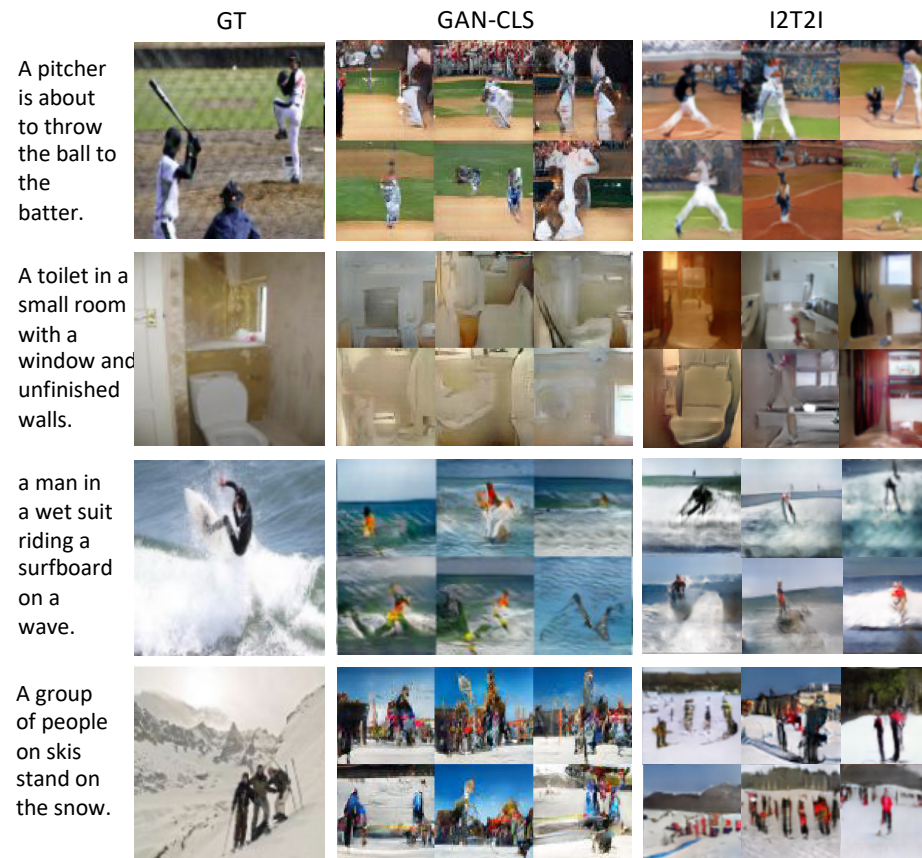 GT GAN-CLS I2T2I
A pitcher
is about
to throw
the ball to
the
batter.
A toilet in a
small room
with a
window and
unfinished
walls.
a man in
a wet suit
riding a
surfboard
on a
wave.
A group
of people
on skis
stand on
the snow.